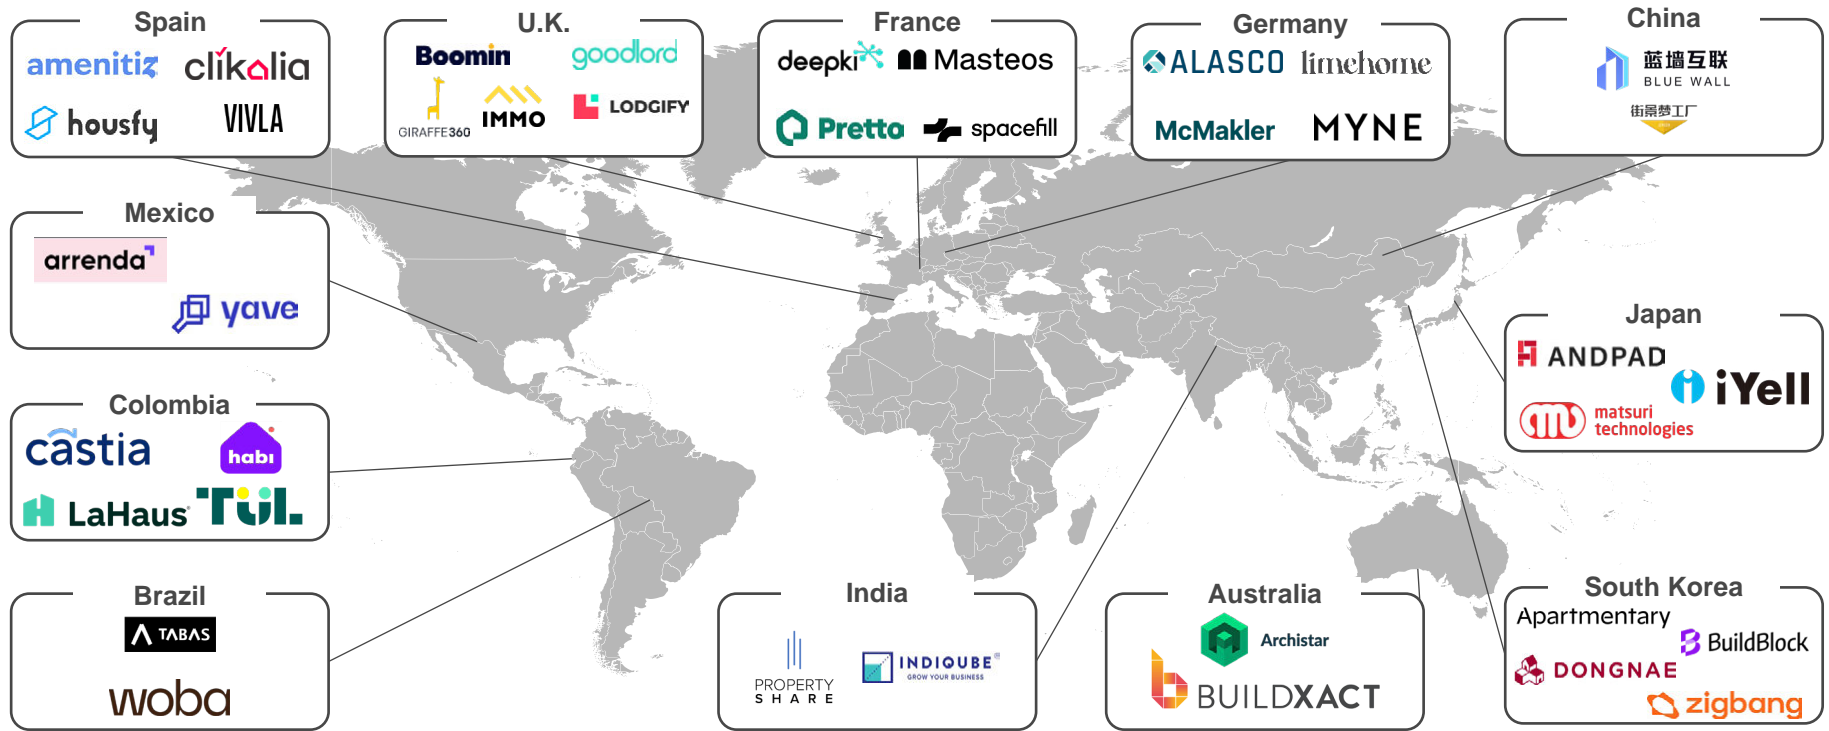 Spain
amenitiz
clikalia
housfy
VIVLA
U.K.
Boomin
goodlord
GIRAFFE360
IMMO
LODGIFY
France
deepki
Masteos
Pretto
spacefill
Germany
ALASCO
limehome
McMakler
MYNE
China
蓝墙互联
BLUE WALL
街景梦工厂
Mexico
arrenda
yave
Japan
ANDPAD
iYell
matsuri
technologies
Colombia
castia
habi
LaHaus
TÜL.
Brazil
TABAS
woba
India
PROPERTY
SHARE
INDIQUBE
GROW YOUR BUSINESS
Australia
Archistar
BUILDXACT
South Korea
Apartmentary
BuildBlock
DONGNAE
zigbang